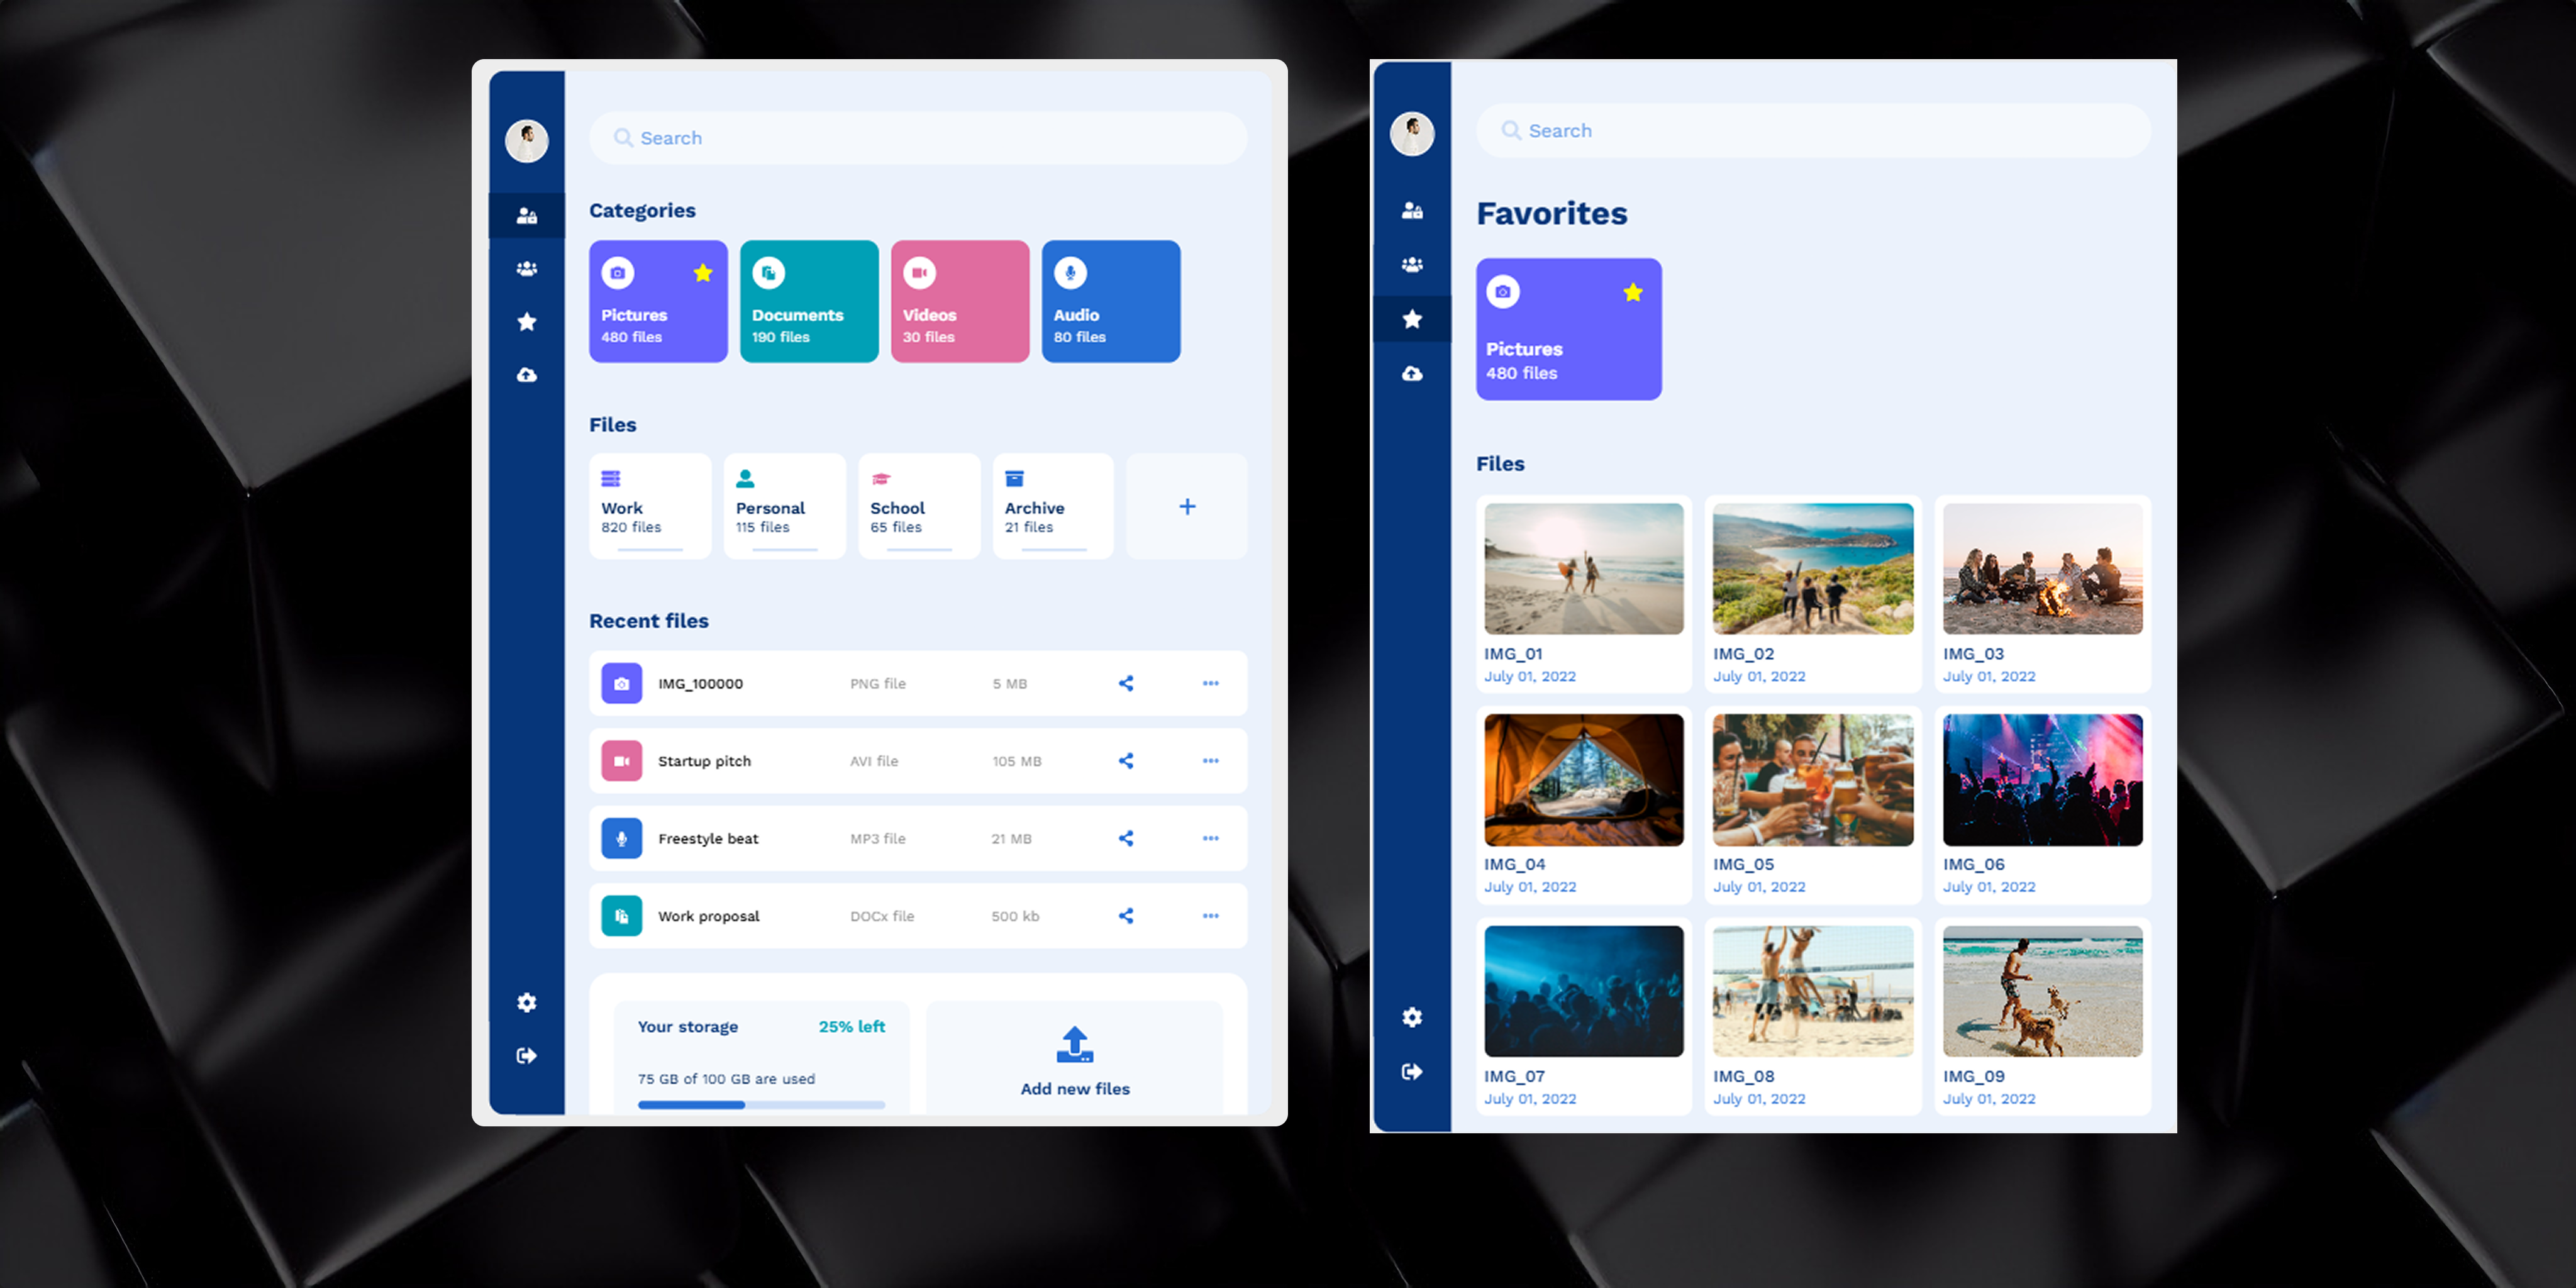 Search
Categories
Pictures
480 files
Documents
190 files
Videos
30 files
Audio
80 files
Files
Work
820 files
Personal
115 files
School
65 files
Archive
21 files
+
Recent files
IMG_100000 PNG file 5 MB
Startup pitch AVI file 105 MB
Freestyle beat MP3 file 21 MB
Work proposal DOCx file 500 kb
Your storage 25% left
75 GB of 100 GB are used
Add new files
Search
Favorites
Pictures
480 files
Files
IMG_01
July 01, 2022
IMG_02
July 01, 2022
IMG_03
July 01, 2022
IMG_04
July 01, 2022
IMG_05
July 01, 2022
IMG_06
July 01, 2022
IMG_07
July 01, 2022
IMG_08
July 01, 2022
IMG_09
July 01, 2022